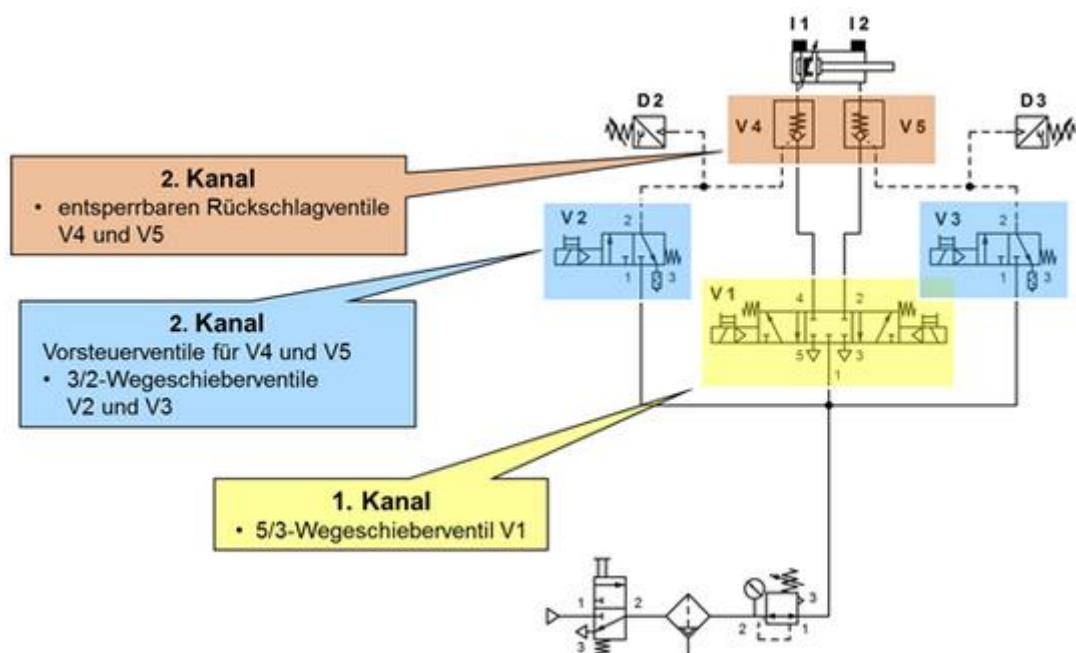 I 1 I 2
D 2 D 3
V 4 V 5
2. Kanal
• entsperrbaren Rückschlagventile
V4 und V5
V 2 2
1 3
V 3 2
1 3
2. Kanal
Vorsteuerventile für V4 und V5
• 3/2-Wegeschieberventile
V2 und V3
V 1 4 2
5 3
1
1. Kanal
• 5/3-Wegeschieberventil V1
1 2
3
3
2 1